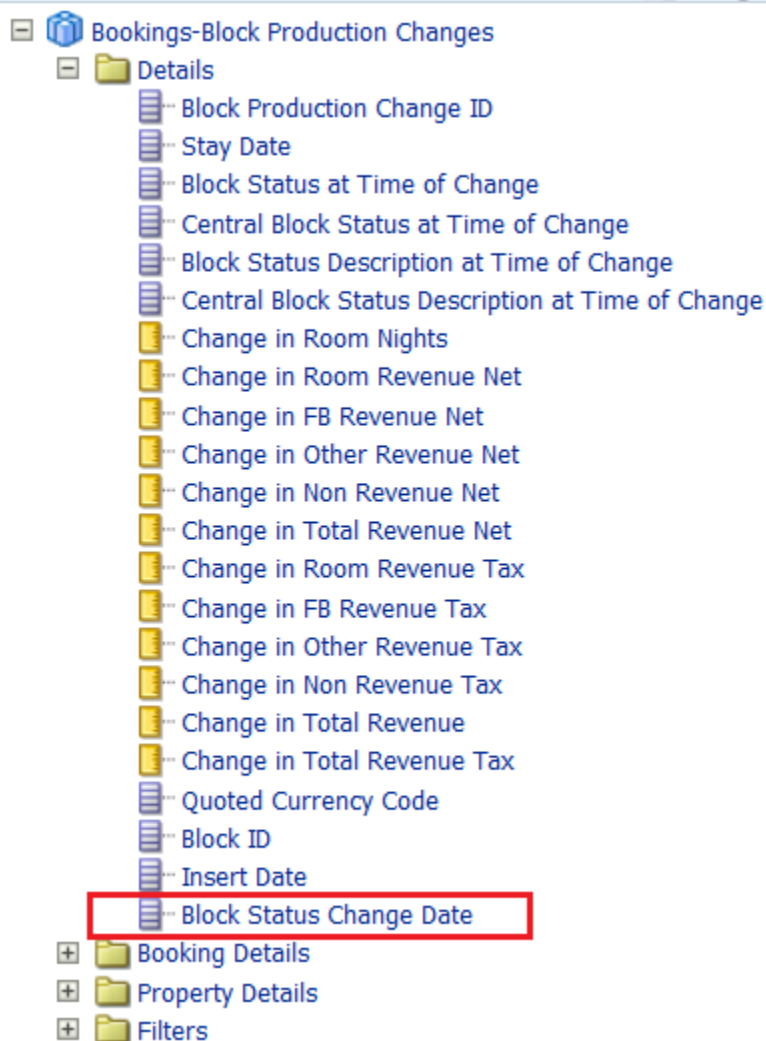 Bookings-Block Production Changes
Details
Block Production Change ID
Stay Date
Block Status at Time of Change
Central Block Status at Time of Change
Block Status Description at Time of Change
Central Block Status Description at Time of Change
Change in Room Nights
Change in Room Revenue Net
Change in FB Revenue Net
Change in Other Revenue Net
Change in Non Revenue Net
Change in Total Revenue Net
Change in Room Revenue Tax
Change in FB Revenue Tax
Change in Other Revenue Tax
Change in Non Revenue Tax
Change in Total Revenue
Change in Total Revenue Tax
Quoted Currency Code
Block ID
Insert Date
Block Status Change Date
Booking Details
Property Details
Filters